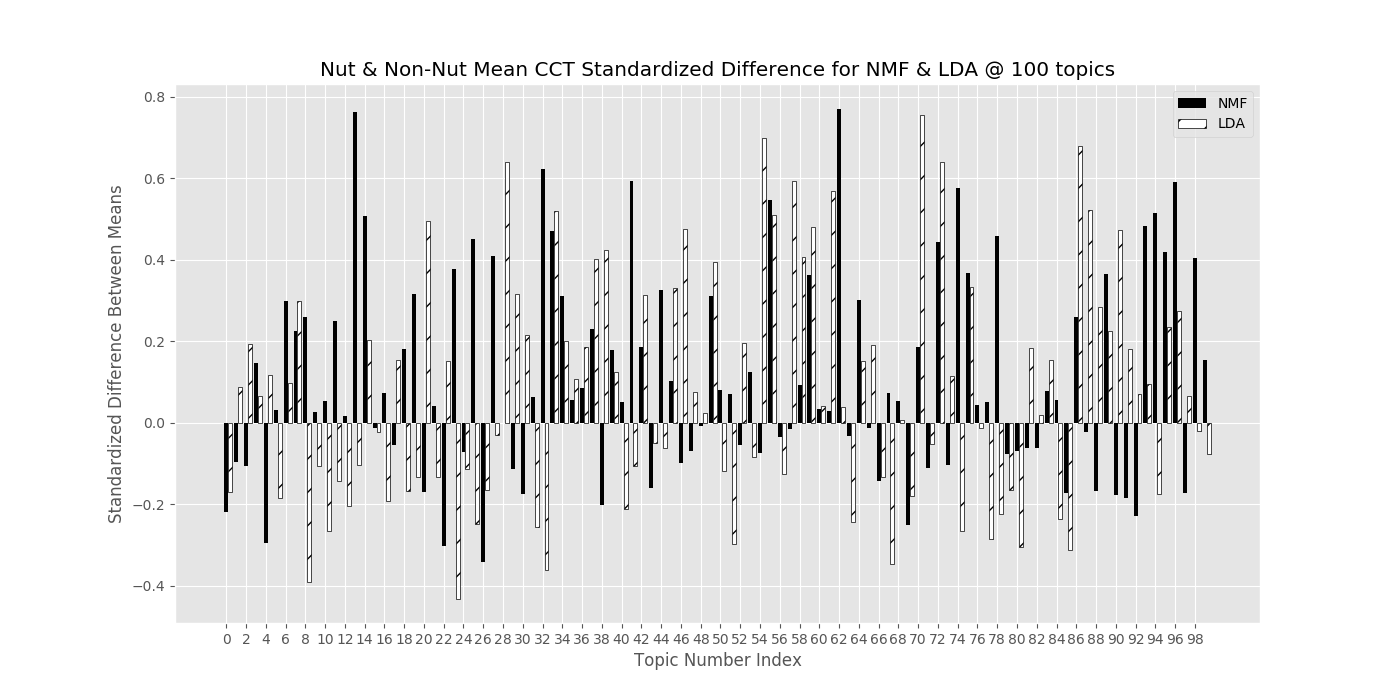 Nut & Non-Nut Mean CCT Standardized Difference for NMF & LDA @ 100 topics
NMF
LDA
Standardized Difference Between Means
0.8
0.6
0.4
0.2
0.0
−0.2
−0.4
0 2 4 6 8 10 12 14 16 18 20 22 24 26 28 30 32 34 36 38 40 42 44 46 48 50 52 54 56 58 60 62 64 66 68 70 72 74 76 78 80 82 84 86 88 90 92 94 96 98
Topic Number Index